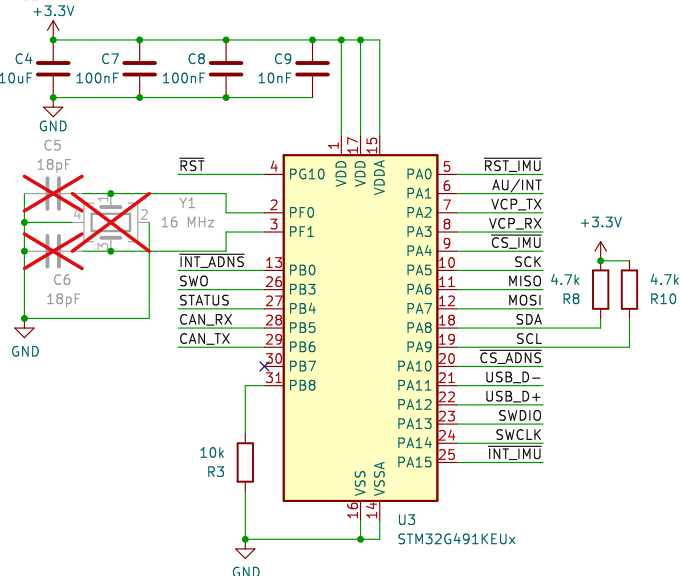 +3.3V
C4
10uF
C7
100nF
C8
100nF
C9
10nF
GND
C5
18pF
Y1
16 MHz
1
2
3
4
C6
18pF
GND
RST
INT_ADNS
SWO
STATUS
CAN_RX
CAN_TX
4
2
3
13
26
27
28
29
30
31
PG10
PF0
PF1
PB0
PB3
PB4
PB5
PB6
PB7
PB8
1
17
15
VDD
VDD
VDDA
PA0
PA1
PA2
PA3
PA4
PA5
PA6
PA7
PA8
PA9
PA10
PA11
PA12
PA13
PA14
PA15
5
6
7
8
9
10
11
12
18
19
20
21
22
23
24
25
RST_IMU
AU/INT
VCP_TX
VCP_RX
CS_IMU
SCK
MISO
MOSI
SDA
SCL
CS_ADNS
USB_D-
USB_D+
SWDIO
SWCLK
INT_IMU
+3.3V
4.7k
R8
4.7k
R10
10k
R3
VSS
VSSA
16
14
U3
STM32G491KEUx
GND